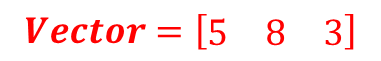 Vector = [5 8 3]